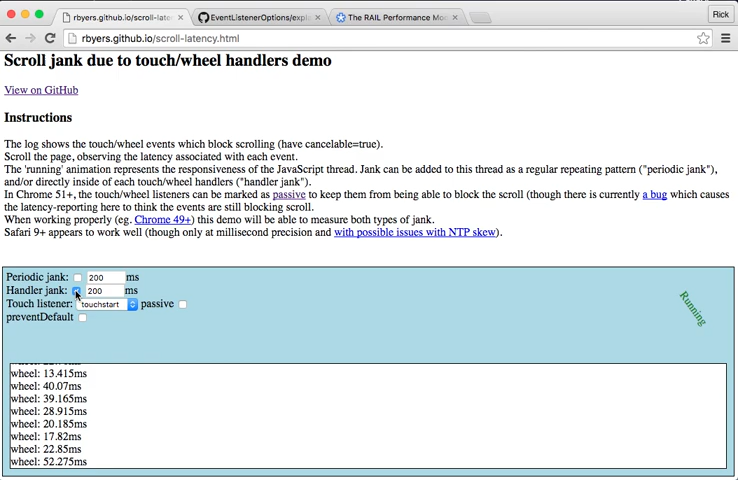 rbyers.github.io/scroll-late
EventListenerOptions/expl
The RAIL Performance Mo
Rick
rbyers.github.io/scroll-latency.html
Scroll jank due to touch/wheel handlers demo
View on GitHub
Instructions
The log shows the touch/wheel events which block scrolling (have cancelable=true).
Scroll the page, observing the latency associated with each event.
The 'running' animation represents the responsiveness of the JavaScript thread. Jank can be added to this thread as a regular repeating pattern ("periodic jank"),
and/or directly inside of each touch/wheel handlers ("handler jank").
In Chrome 51+, the touch/wheel listeners can be marked as passive to keep them from being able to block the scroll (though there is currently a bug which causes
the latency-reporting here to think the events are still blocking scroll.
When working properly (eg. Chrome 49+) this demo will be able to measure both types of jank.
Safari 9+ appears to work well (though only at millisecond precision and with possible issues with NTP skew).
Periodic jank: 200 ms
Handler jank: 200 ms
Touch listener: touchstart passive
preventDefault
Running
wheel: 13.415ms
wheel: 40.07ms
wheel: 39.165ms
wheel: 28.915ms
wheel: 20.185ms
wheel: 17.82ms
wheel: 22.85ms
wheel: 52.275ms